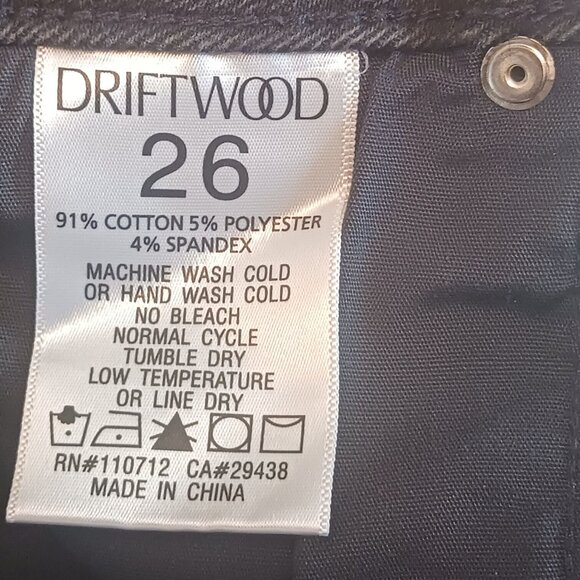 DRIFTWOOD
26
91% COTTON 5% POLYESTER
4% SPANDEX
MACHINE WASH COLD
OR HAND WASH COLD
NO BLEACH
NORMAL CYCLE
TUMBLE DRY
LOW TEMPERATURE
OR LINE DRY
RN#110712 CA#29438
MADE IN CHINA